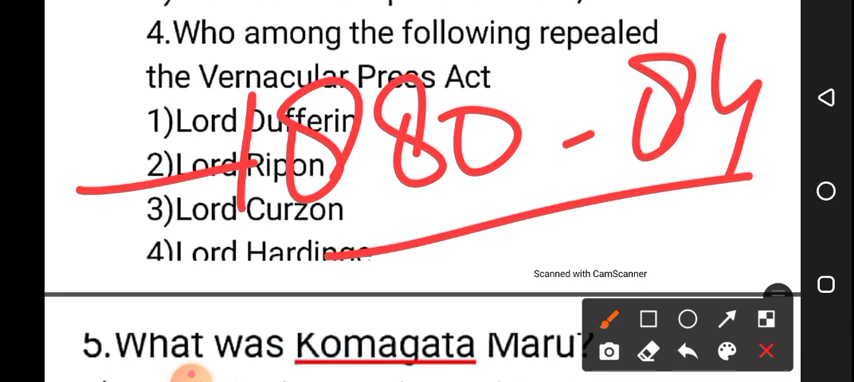 4.Who among the following repealed
the Vernacular Press Act
1)Lord Dufferin
2)Lord Ripon
3)Lord Curzon
4)Lord Hardinge
1880-84
Scanned with CamScanner
5.What was Komagata Maru?